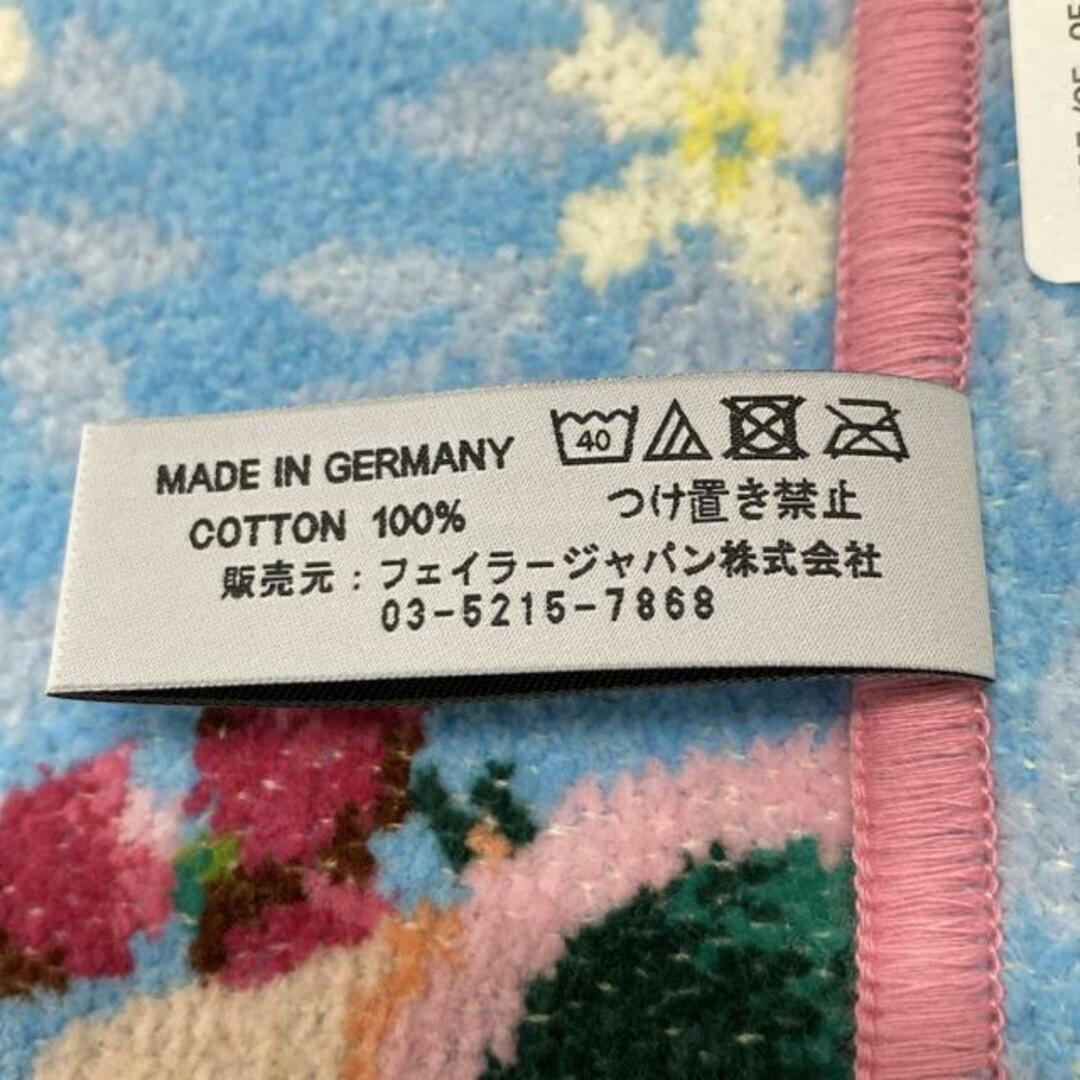 MADE IN GERMANY
40
COTTON 100%
つけ置き禁止
販売元：フェイラージャパン株式会社
03-5215-7868